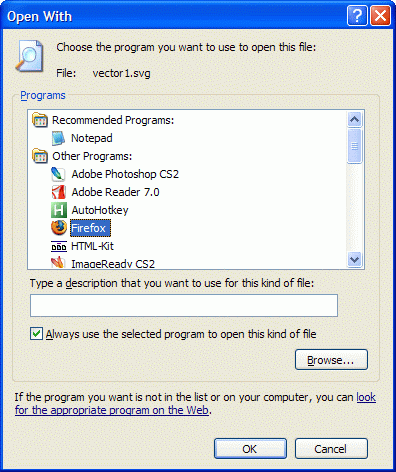 Open With
Choose the program you want to use to open this file:
File: vector1.svg
Programs
Recommended Programs:
Notepad
Other Programs:
Adobe Photoshop CS2
Adobe Reader 7.0
AutoHotkey
Firefox
HTML-Kit
ImageReady CS2
Type a description that you want to use for this kind of file:
Always use the selected program to open this kind of file
Browse...
If the program you want is not in the list or on your computer, you can look
for the appropriate program on the Web.
OK Cancel